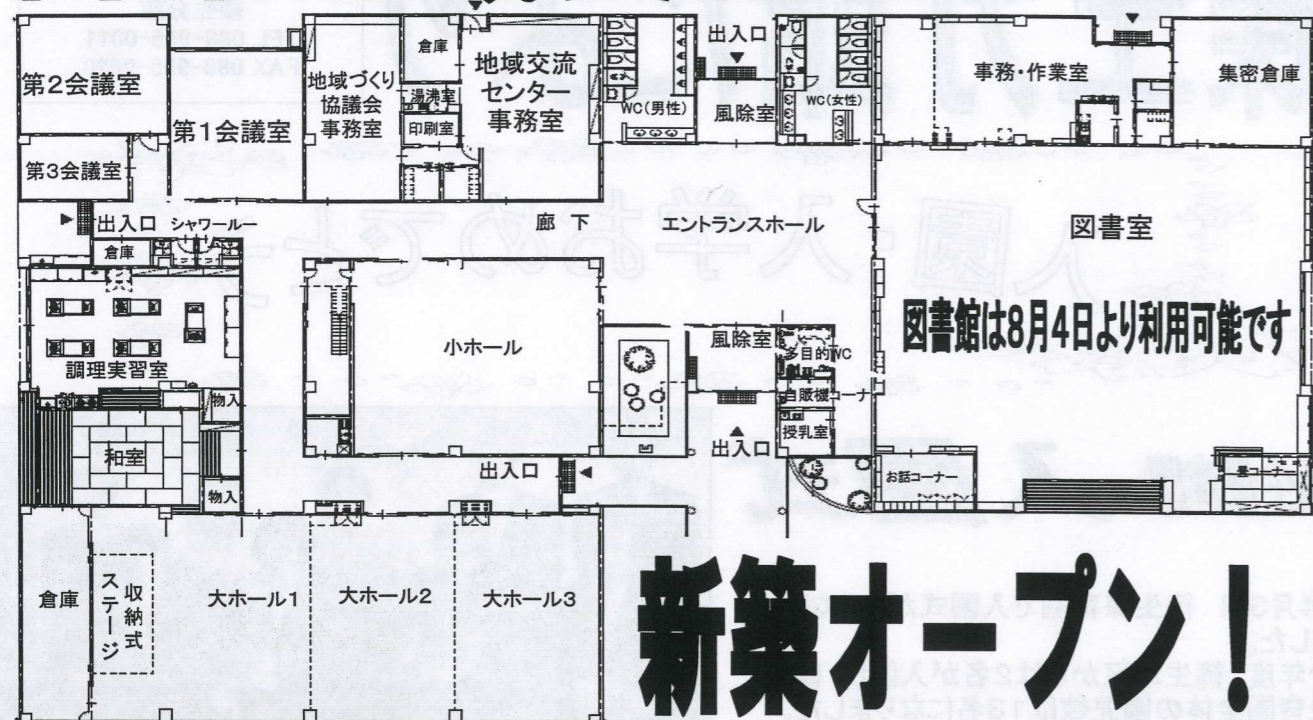 第2会議室
第1会議室
第3会議室
地域づくり
協議会
事務室
倉庫
湯沸室
印刷室
地域交流
センター
事務室
WC(男性)
出入口
風除室
WC(女性)
事務・作業室
集密倉庫
出入口
シャワール
倉庫
廊下
エントランスホール
図書室
図書館は8月4日より利用可能です
調理実習室
物入
和室
物入
小ホール
風除室
多目的WC
自販機コーナー
授乳室
出入口
出入口
お話コーナー
畳コーナー
倉庫
収納式
ステージ
大ホール1
大ホール2
大ホール3
新築オープン!